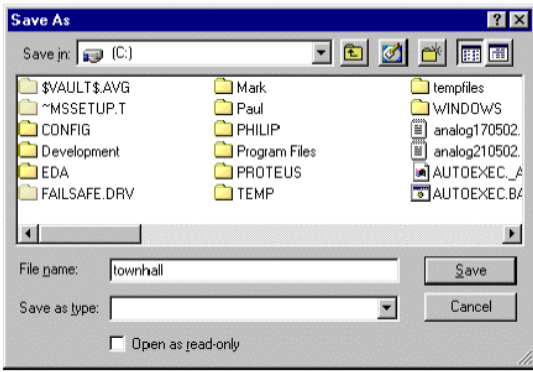 Save As
Save in: (C:)
$VAULT$.AVG
~MSSETUP.T
CONFIG
Development
EDA
FAILSAFE.DRV
Mark
Paul
PHILIP
Program Files
PROTEUS
TEMP
tempfiles
WINDOWS
analog170502.
analog210502.
AUTOEXEC._A
AUTOEXEC.BA
File name: townhall
Save
Save as type:
Cancel
Open as read-only